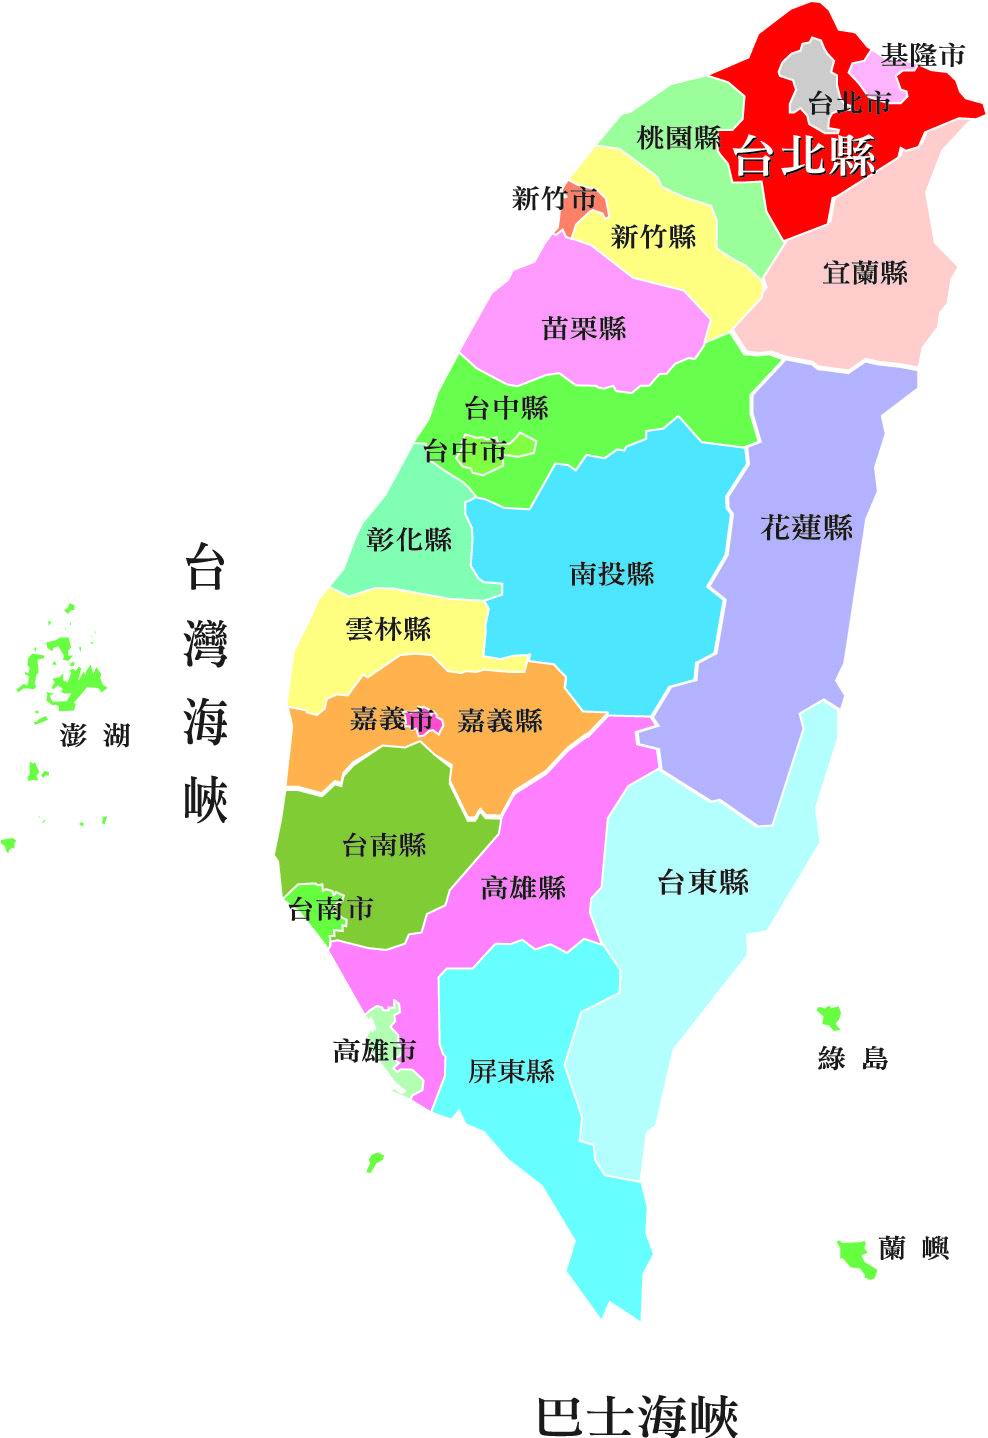 基隆市
台北市
桃園縣
台北縣
新竹市
新竹縣
宜蘭縣
苗栗縣
台中縣
台中市
花蓮縣
彰化縣
南投縣
台灣海峽
雲林縣
嘉義市
嘉義縣
澎湖
台南縣
台東縣
高雄縣
台南市
高雄市
綠島
屏東縣
蘭嶼
巴士海峽